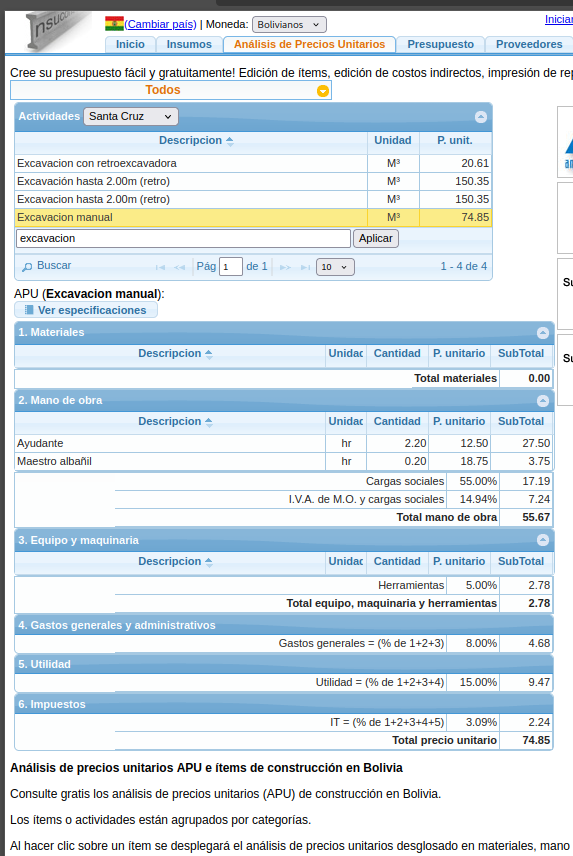 (Cambiar país) | Moneda: Bolivianos
Inicio Insumos Análisis de Precios Unitarios Presupuesto Proveedores
Cree su presupuesto fácil y gratuitamente! Edición de ítems, edición de costos indirectos, impresión de
Todos
Actividades Santa Cruz
Descripcion Unidad P. unit.
Excavacion con retroexcavadora M³ 20.61
Excavación hasta 2.00m (retro) M³ 150.35
Excavacion hasta 2.00m (retro) M³ 150.35
Excavacion manual M³ 74.85
excavacion Aplicar
Buscar Pág 1 de 1 10 1 - 4 de 4
APU (Excavacion manual):
Ver especificaciones
1. Materiales
Descripcion Unidad Cantidad P. unitario SubTotal
Total materiales 0.00
2. Mano de obra
Descripcion Unidad Cantidad P. unitario SubTotal
Ayudante hr 2.20 12.50 27.50
Maestro albañil hr 0.20 18.75 3.75
Cargas sociales 55.00% 17.19
I.V.A. de M.O. y cargas sociales 14.94% 7.24
Total mano de obra 55.67
3. Equipo y maquinaria
Descripcion Unidad Cantidad P. unitario SubTotal
Herramientas 5.00% 2.78
Total equipo, maquinaria y herramientas 2.78
4. Gastos generales y administrativos
Gastos generales = (% de 1+2+3) 8.00% 4.68
5. Utilidad
Utilidad = (% de 1+2+3+4) 15.00% 9.47
6. Impuestos
IT = (% de 1+2+3+4+5) 3.09% 2.24
Total precio unitario 74.85
Análisis de precios unitarios APU e ítems de construcción en Bolivia
Consulte gratis los análisis de precios unitarios (APU) de construcción en Bolivia.
Los ítems o actividades están agrupados por categorías.
Al hacer clic sobre un ítem se desplegará el análisis de precios unitarios desglosado en materiales, mano